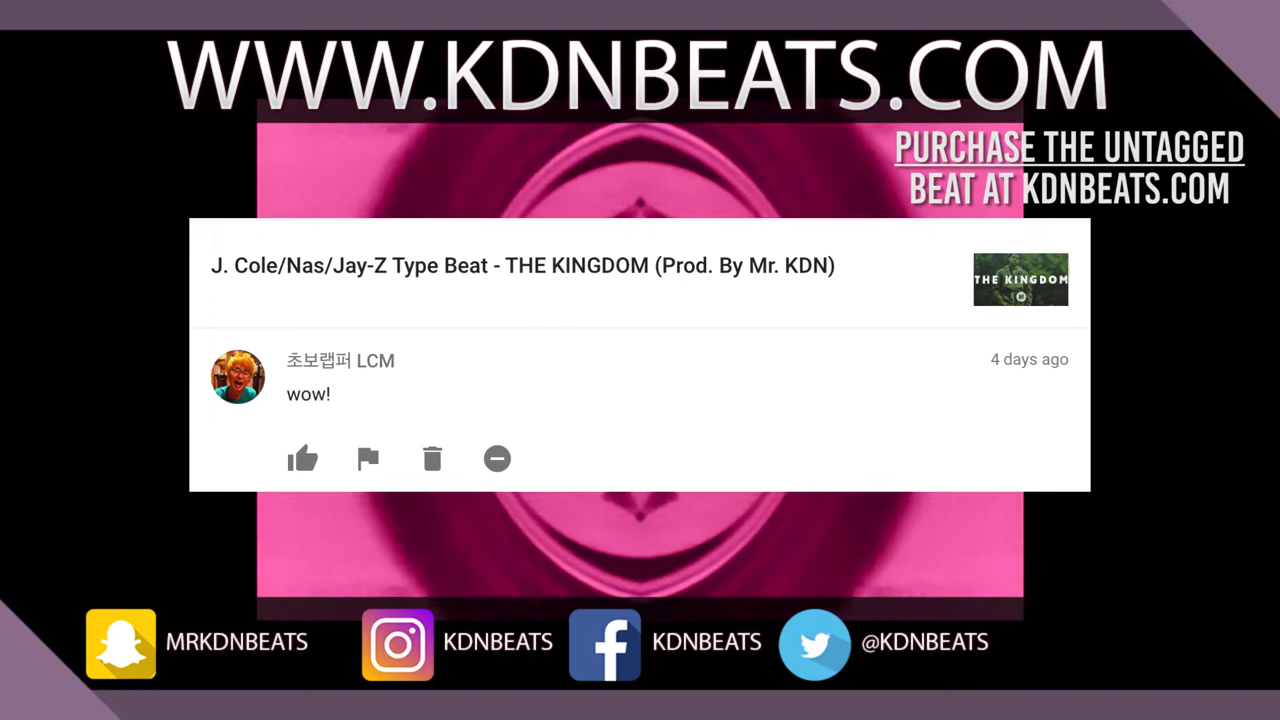 WWW.KDNBEATS.COM
PURCHASE THE UNTAGGED
BEAT AT KDNBEATS.COM
J. Cole/Nas/Jay-Z Type Beat - THE KINGDOM (Prod. By Mr. KDN)
THE KINGDOM
초보랩퍼 LCM
4 days ago
wow!
MRKDNBEATS
KDNBEATS
KDNBEATS
@KDNBEATS